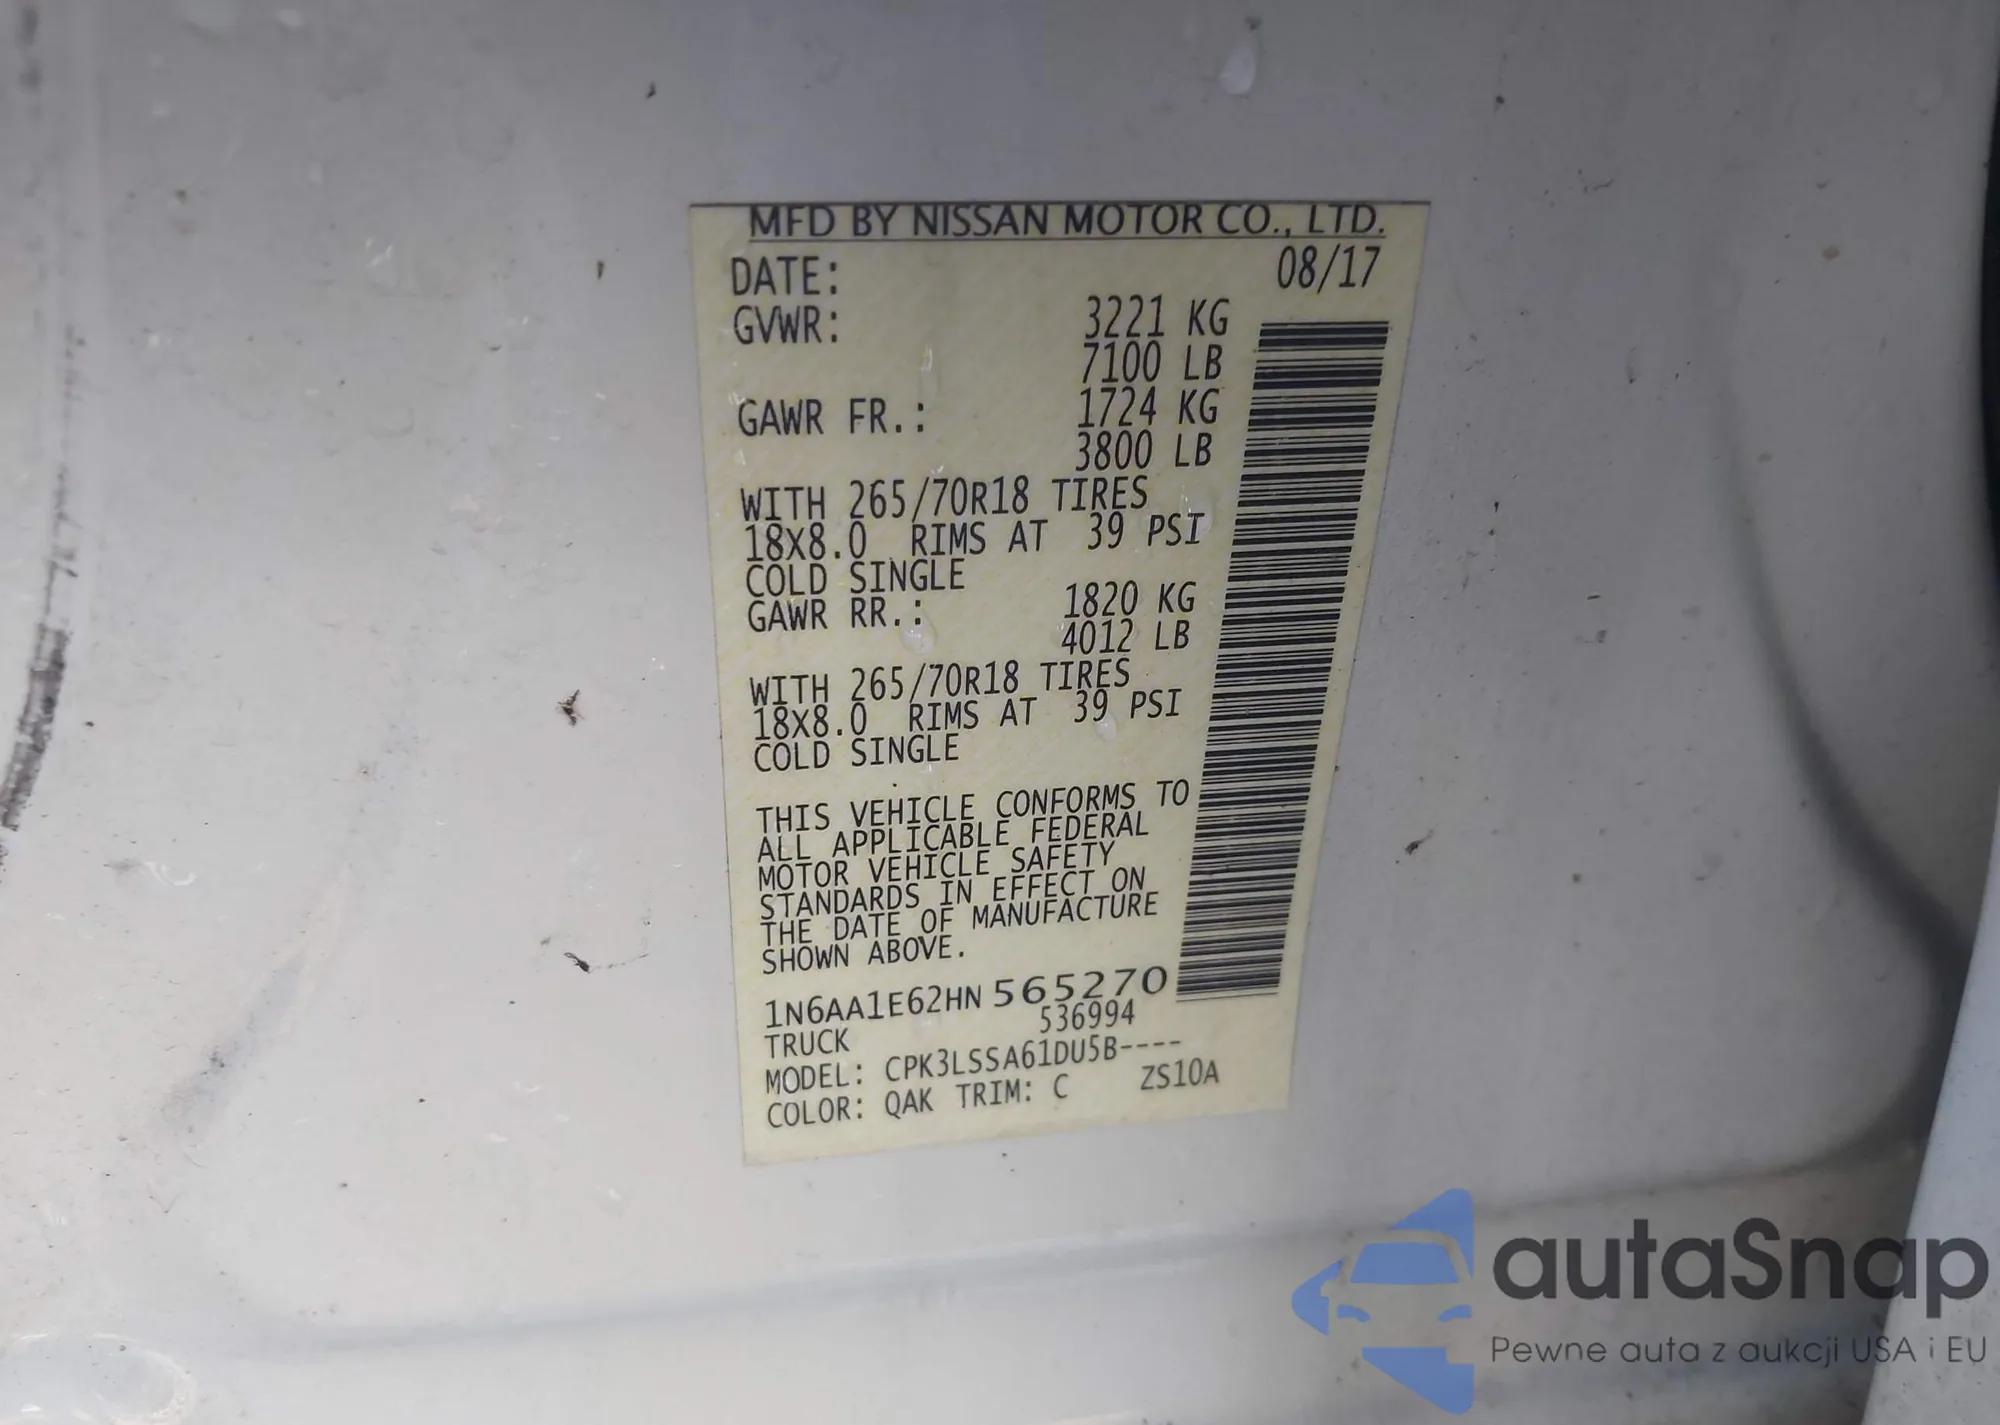 MFD BY NISSAN MOTOR CO., LTD.
DATE: 08/17
GVWR: 3221 KG
7100 LB
GAWR FR.: 1724 KG
3800 LB
WITH 265/70R18 TIRES
18X8.0 RIMS AT 39 PSI
COLD SINGLE
GAWR RR.: 1820 KG
4012 LB
WITH 265/70R18 TIRES
18X8.0 RIMS AT 39 PSI
COLD SINGLE
THIS VEHICLE CONFORMS TO
ALL APPLICABLE FEDERAL
MOTOR VEHICLE SAFETY
STANDARDS IN EFFECT ON
THE DATE OF MANUFACTURE
SHOWN ABOVE.
1N6AA1E62HN 565270
TRUCK 536994
MODEL: CPK3LSSA61DU5B----
COLOR: QAK TRIM: C ZS10A
autaSnap
Pewne auta z aukcji USA i EU